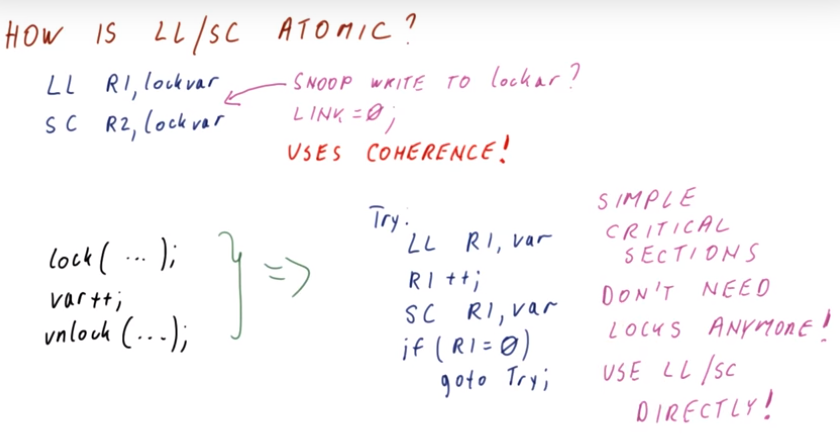 HOW IS LL/SC ATOMIC?
LL R1, lockvar
SC R2, lockvar
SNOOP WRITE TO lockar?
LINK = 0;
USES COHERENCE!
lock( ... );
var++;
unlock (...);
=>
Try:
LL R1, var
R1 ++;
SC R1, var
if (R1 = 0)
goto Try;
SIMPLE
CRITICAL
SECTIONS
DON'T NEED
LOCKS ANYMORE!
USE LL/SC
DIRECTLY!